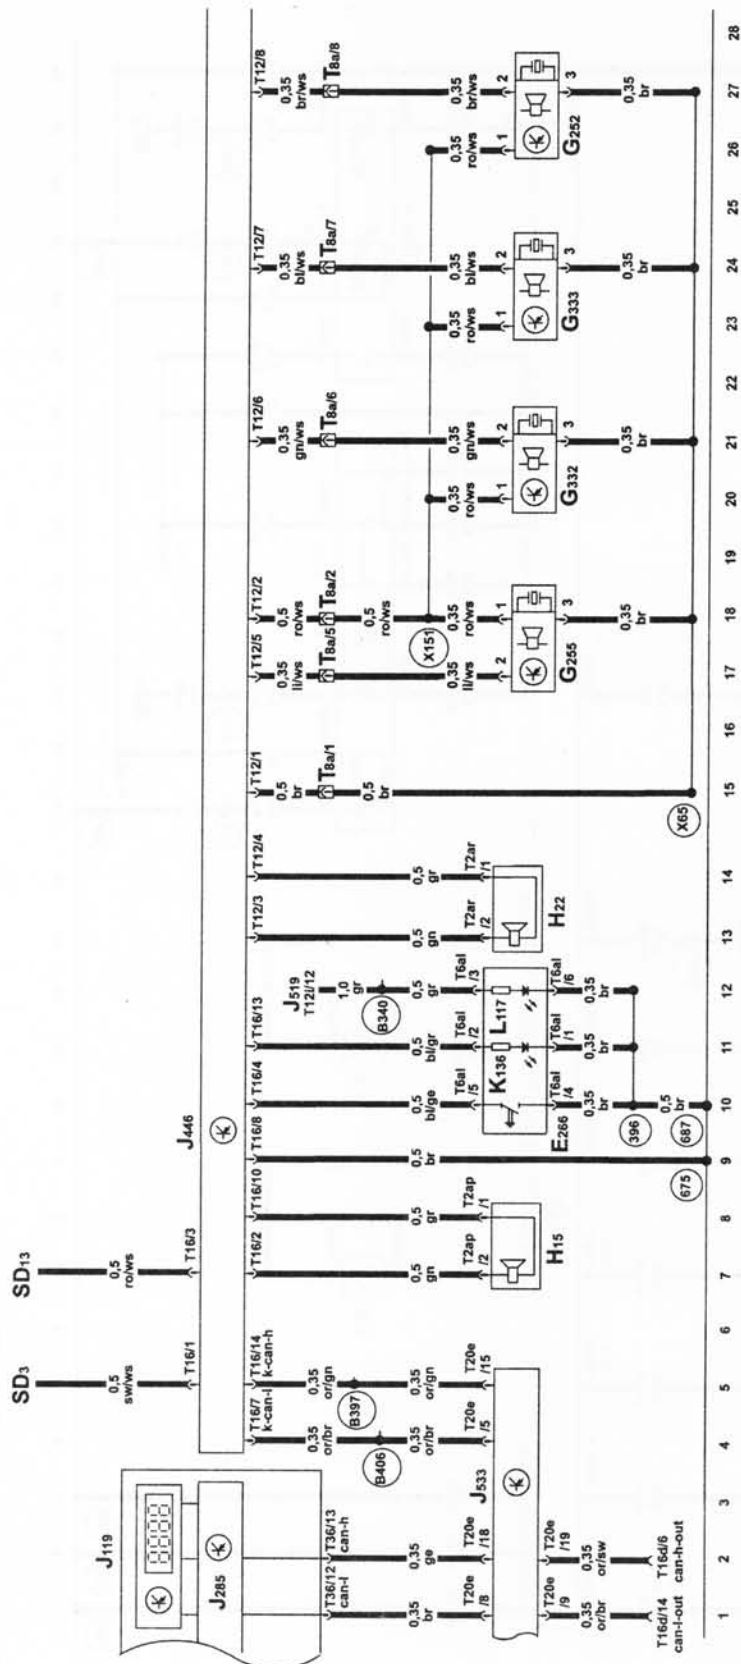 SD3
SD13
0,5
sw/ws
0,5
ro/ws
T16/1
T16/3
J119
J285
J446
T36/12
can-l
T36/13
can-h
T16/7
k-can-l
T16/14
k-can-h
T16/2
T16/10
T16/8
T16/4
T16/13
J519
T12i/12
T12/3
T12/4
T12/1
T12/5
T12/2
T12/6
T12/7
T12/8
0,35
or/br
0,35
or/gn
1,0
gr
0,5
br
0,35
li/ws
0,5
ro/ws
0,35
gn/ws
0,35
bl/ws
0,35
br/ws
T8a/1
T8a/5
T8a/2
T8a/6
T8a/7
T8a/8
B406
B397
B340
X151
0,35
br
0,35
ge
0,35
or/br
0,35
or/gn
0,5
gn
0,5
gr
0,5
br
0,5
bl/ge
0,5
bl/gr
0,5
gr
0,5
gn
0,5
gr
0,5
br
0,5
ro/ws
0,35
li/ws
0,35
ro/ws
0,35
ro/ws
0,35
gn/ws
0,35
ro/ws
0,35
bl/ws
0,35
ro/ws
0,35
br/ws
T20e
/8
T20e
/18
T20e
/5
T20e
/15
T2ap
/2
T2ap
/1
T6al
/5
T6al
/2
T6al
/3
T2ar
/2
T2ar
/1
2
1
1
2
1
2
1
2
J533
H15
E266
K136
L117
H22
G255
G332
G333
G252
T20e
/9
T20e
/19
T6al
/4
T6al
/1
T6al
/6
3
3
3
3
0,35
or/br
0,35
or/sw
0,35
br
0,35
br
0,35
br
0,35
br
0,35
br
0,35
br
0,35
br
T16d/14
can-l-out
T16d/6
can-h-out
396
0,5
br
675
687
X65
1
2
3
4
5
6
7
8
9
10
11
12
13
14
15
16
17
18
19
20
21
22
23
24
25
26
27
28